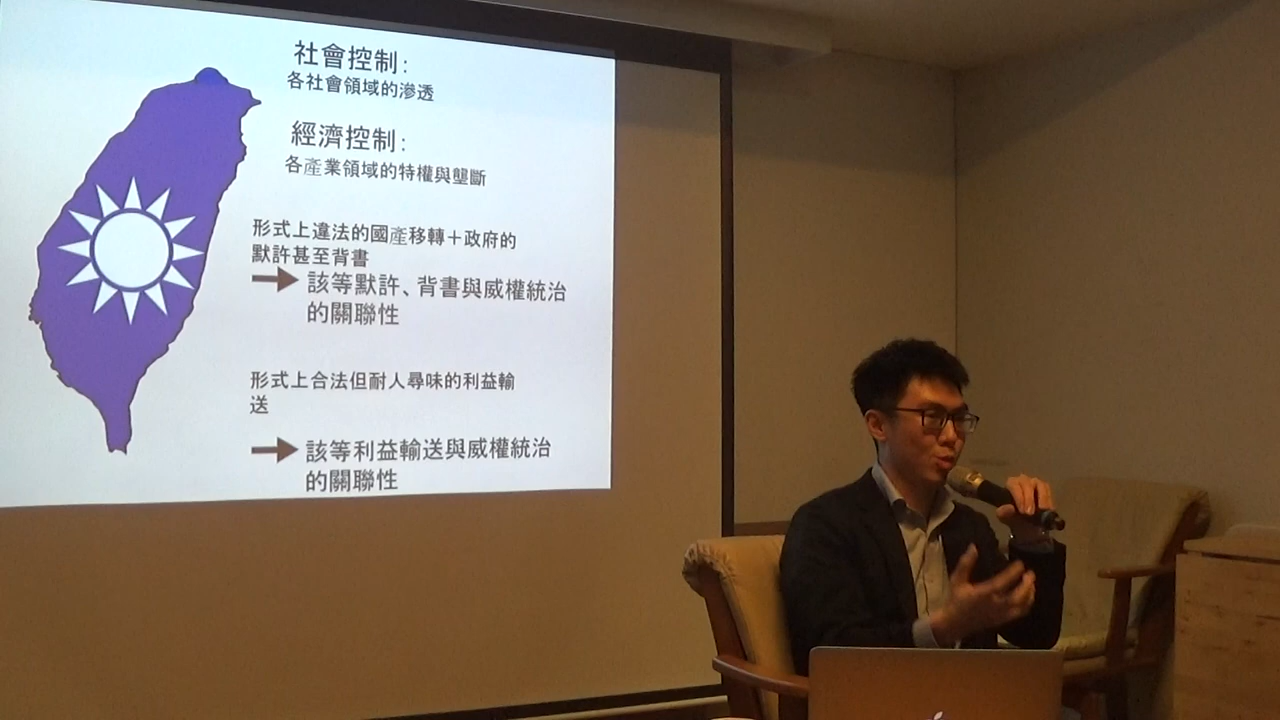 社會控制：
各社會領域的滲透
經濟控制：
各產業領域的特權與壟斷
形式上違法的國產移轉＋政府的
默許甚至背書
該等默許、背書與威權統治
的關聯性
形式上合法但耐人尋味的利益輸
送
該等利益輸送與威權統治
的關聯性